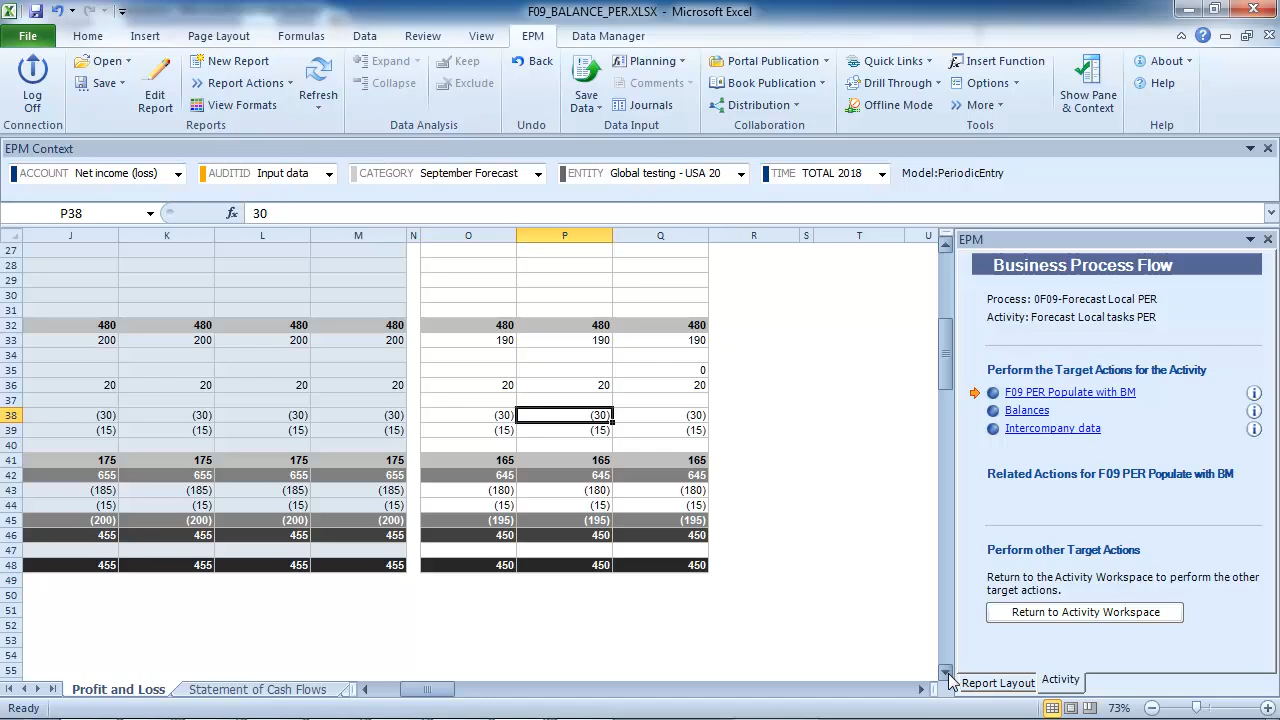 F09_BALANCE_PER.XLSX - Microsoft Excel
File Home Insert Page Layout Formulas Data Review View EPM Data Manager
Open New Report Expand Keep Back Planning Portal Publication Quick Links Insert Function About
Save Report Actions Collapse Exclude Comments Book Publication Drill Through Options Help
Log Off Edit Report View Formats Refresh Save Data Journals Distribution Offline Mode More Show Pane & Context
Connection Reports Data Analysis Undo Data Input Collaboration Tools Help
EPM Context
ACCOUNT Net income (loss) AUDITID Input data CATEGORY September Forecast ENTITY Global testing - USA 20 TIME TOTAL 2018 Model:PeriodicEntry
P38 fx 30
J K L M N O P Q R S T U
27
28
29
30
31
32 480 480 480 480 480 480 480
33 200 200 200 200 190 190 190
34
35 0
36 20 20 20 20 20 20 20
37
38 (30) (30) (30) (30) (30) (30) (30)
39 (15) (15) (15) (15) (15) (15) (15)
40
41 175 175 175 175 165 165 165
42 655 655 655 655 645 645 645
43 (185) (185) (185) (185) (180) (180) (180)
44 (15) (15) (15) (15) (15) (15) (15)
45 (200) (200) (200) (200) (195) (195) (195)
46 455 455 455 455 450 450 450
47
48 455 455 455 455 450 450 450
49
50
51
52
53
54
55
EPM
Business Process Flow
Process: 0F09-Forecast Local PER
Activity: Forecast Local tasks PER
Perform the Target Actions for the Activity
F09 PER Populate with BM
Balances
Intercompany data
Related Actions for F09 PER Populate with BM
Perform other Target Actions
Return to the Activity Workspace to perform the other
target actions.
Return to Activity Workspace
Report Layout Activity
Profit and Loss Statement of Cash Flows
Ready 73%